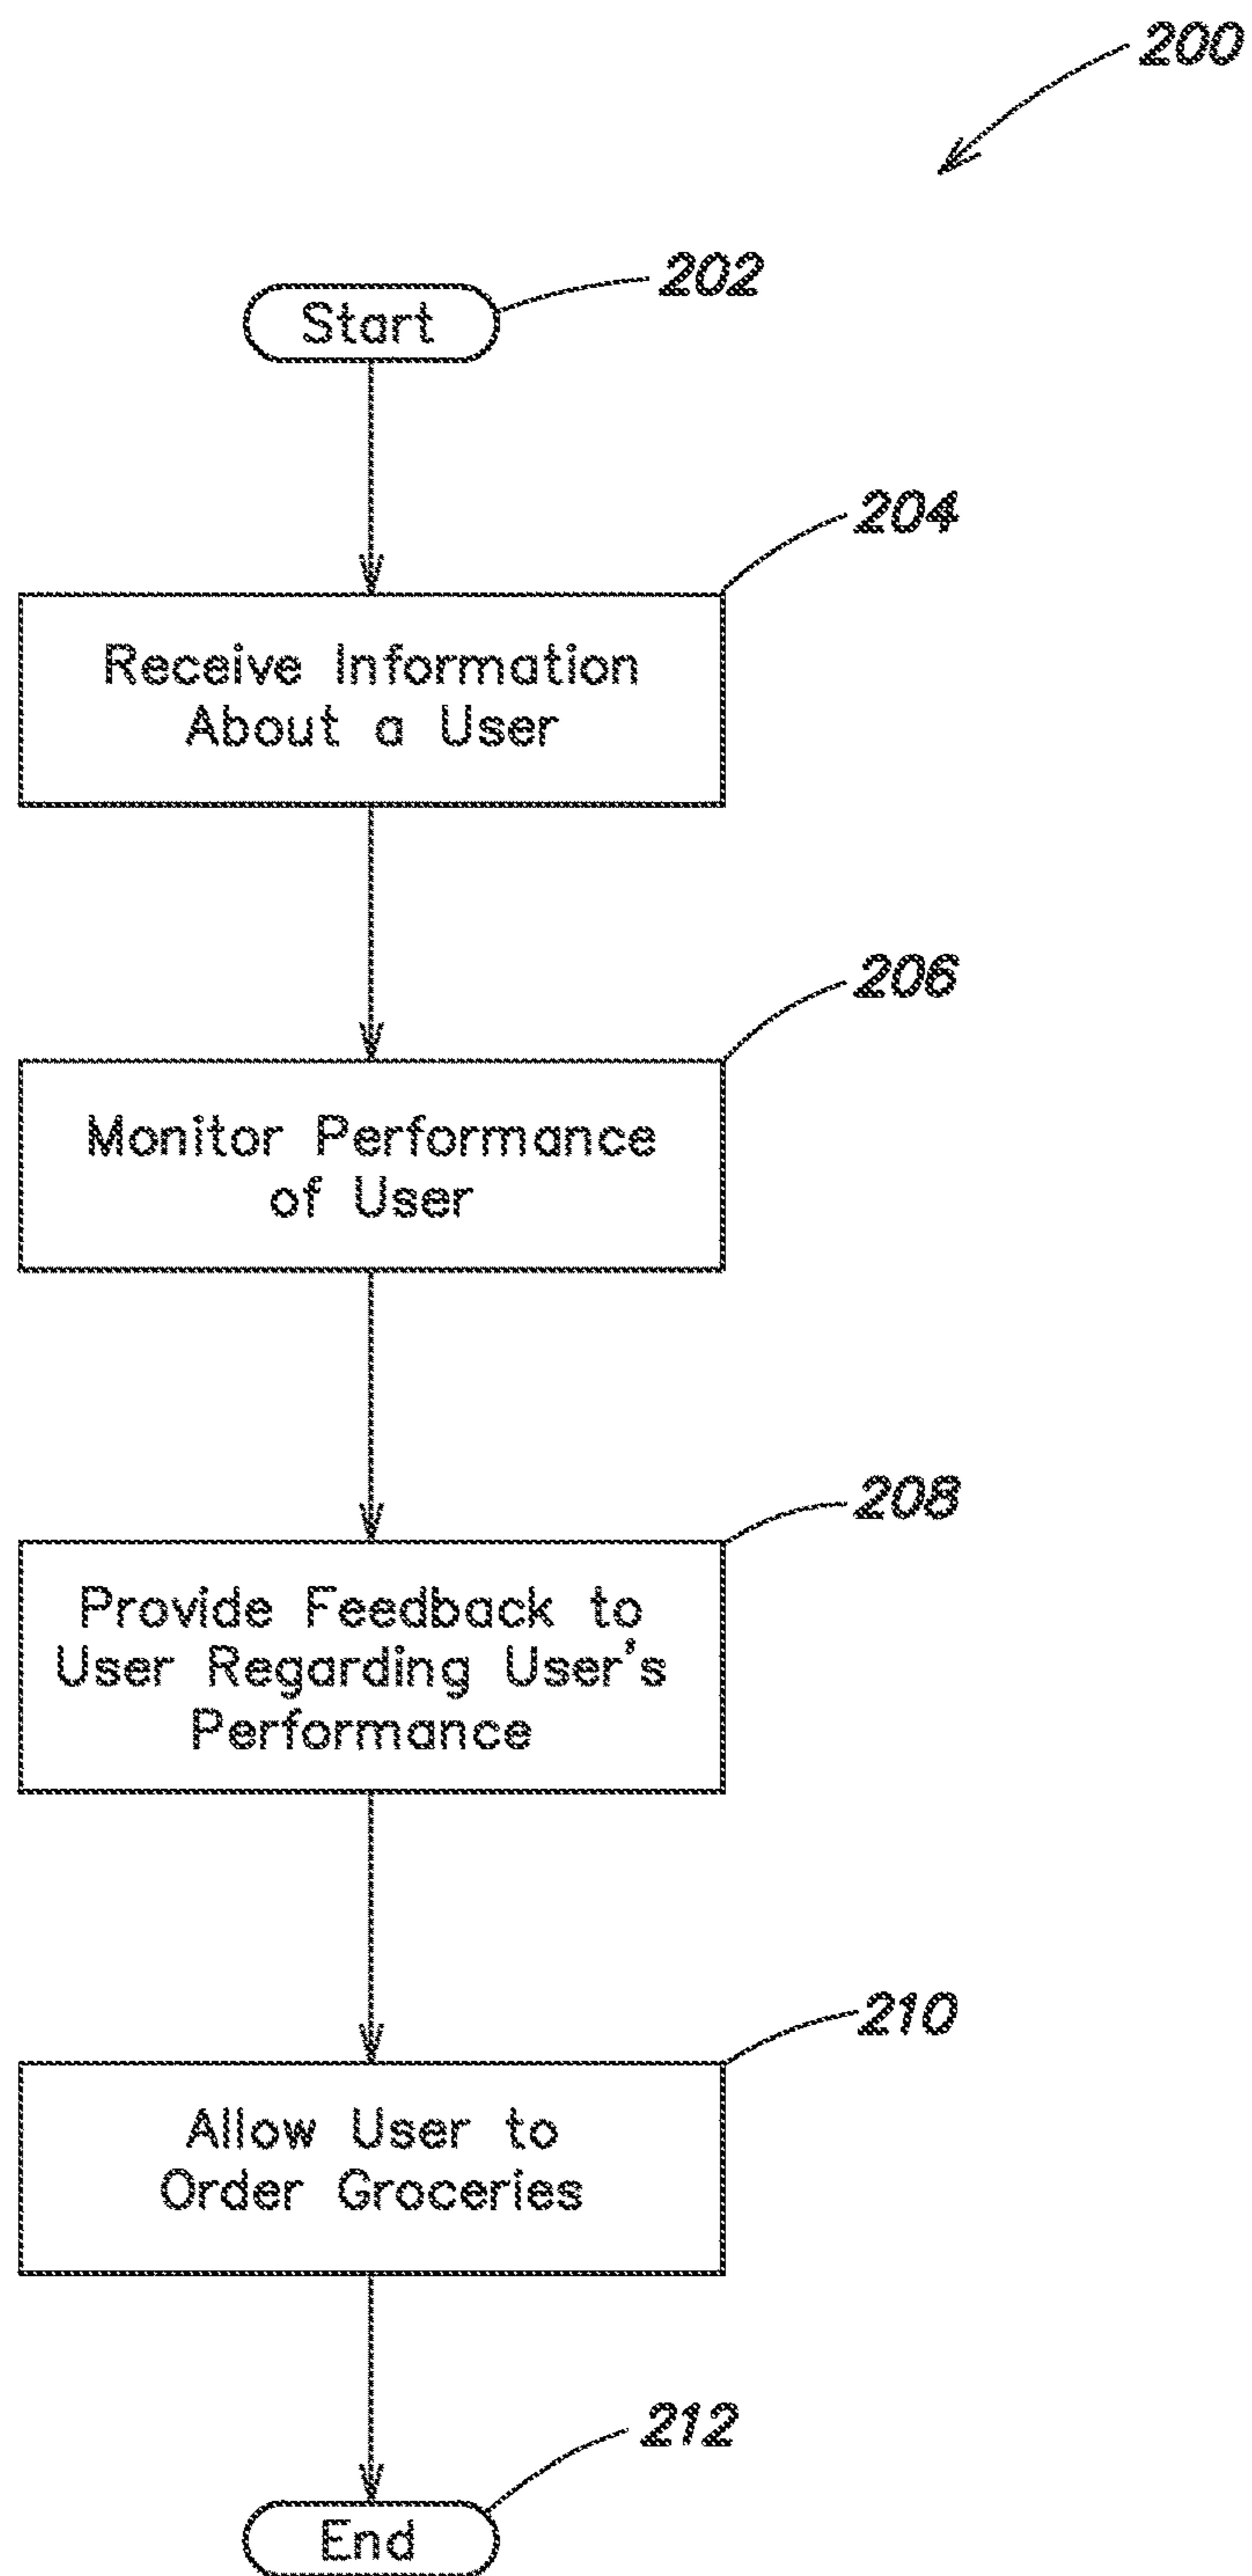 200
202
Start
204
Receive Information
About a User
206
Monitor Performance
of User
208
Provide Feedback to
User Regarding User's
Performance
210
Allow User to
Order Groceries
212
End